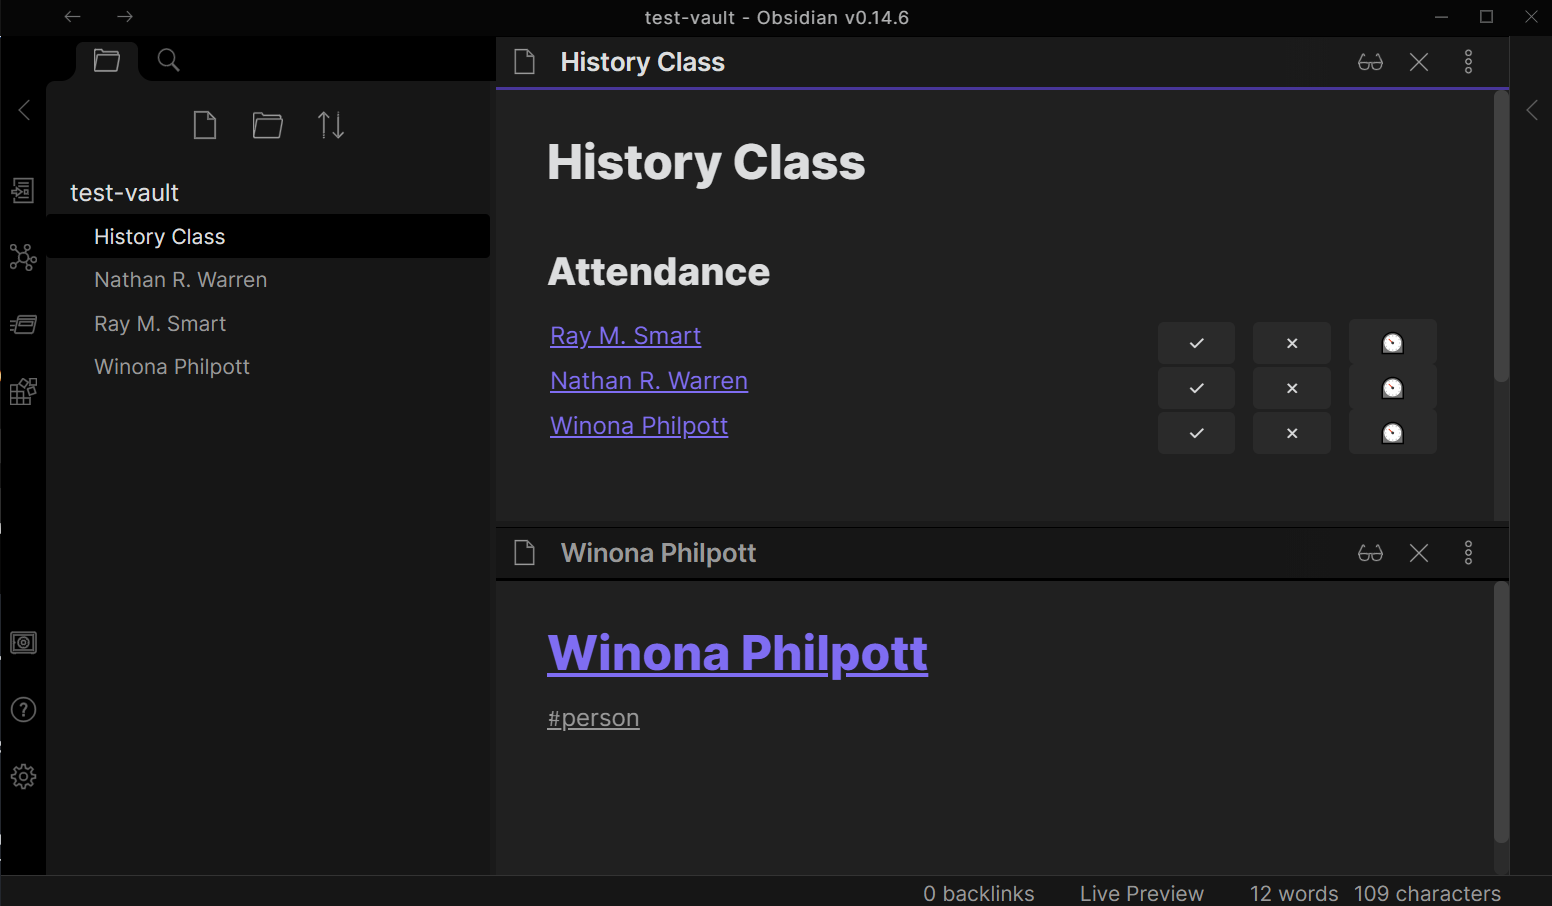 test-vault - Obsidian v0.14.6
test-vault
History Class
Nathan R. Warren
Ray M. Smart
Winona Philpott
History Class
History Class
Attendance
Ray M. Smart
Nathan R. Warren
Winona Philpott
Winona Philpott
Winona Philpott
#person
0 backlinks Live Preview 12 words 109 characters